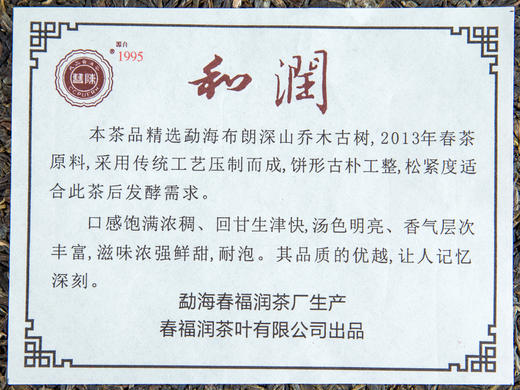 源自
® 1995
和潤
本茶品精选勐海布朗深山乔木古树,2013年春茶
原料,采用传统工艺压制而成,饼形古朴工整,松紧度适
合此茶后发酵需求。
口感饱满浓稠、回甘生津快,汤色明亮、香气层次
丰富,滋味浓强鲜甜,耐泡。其品质的优越,让人记忆
深刻。
勐海春福润茶厂生产
春福润茶叶有限公司出品